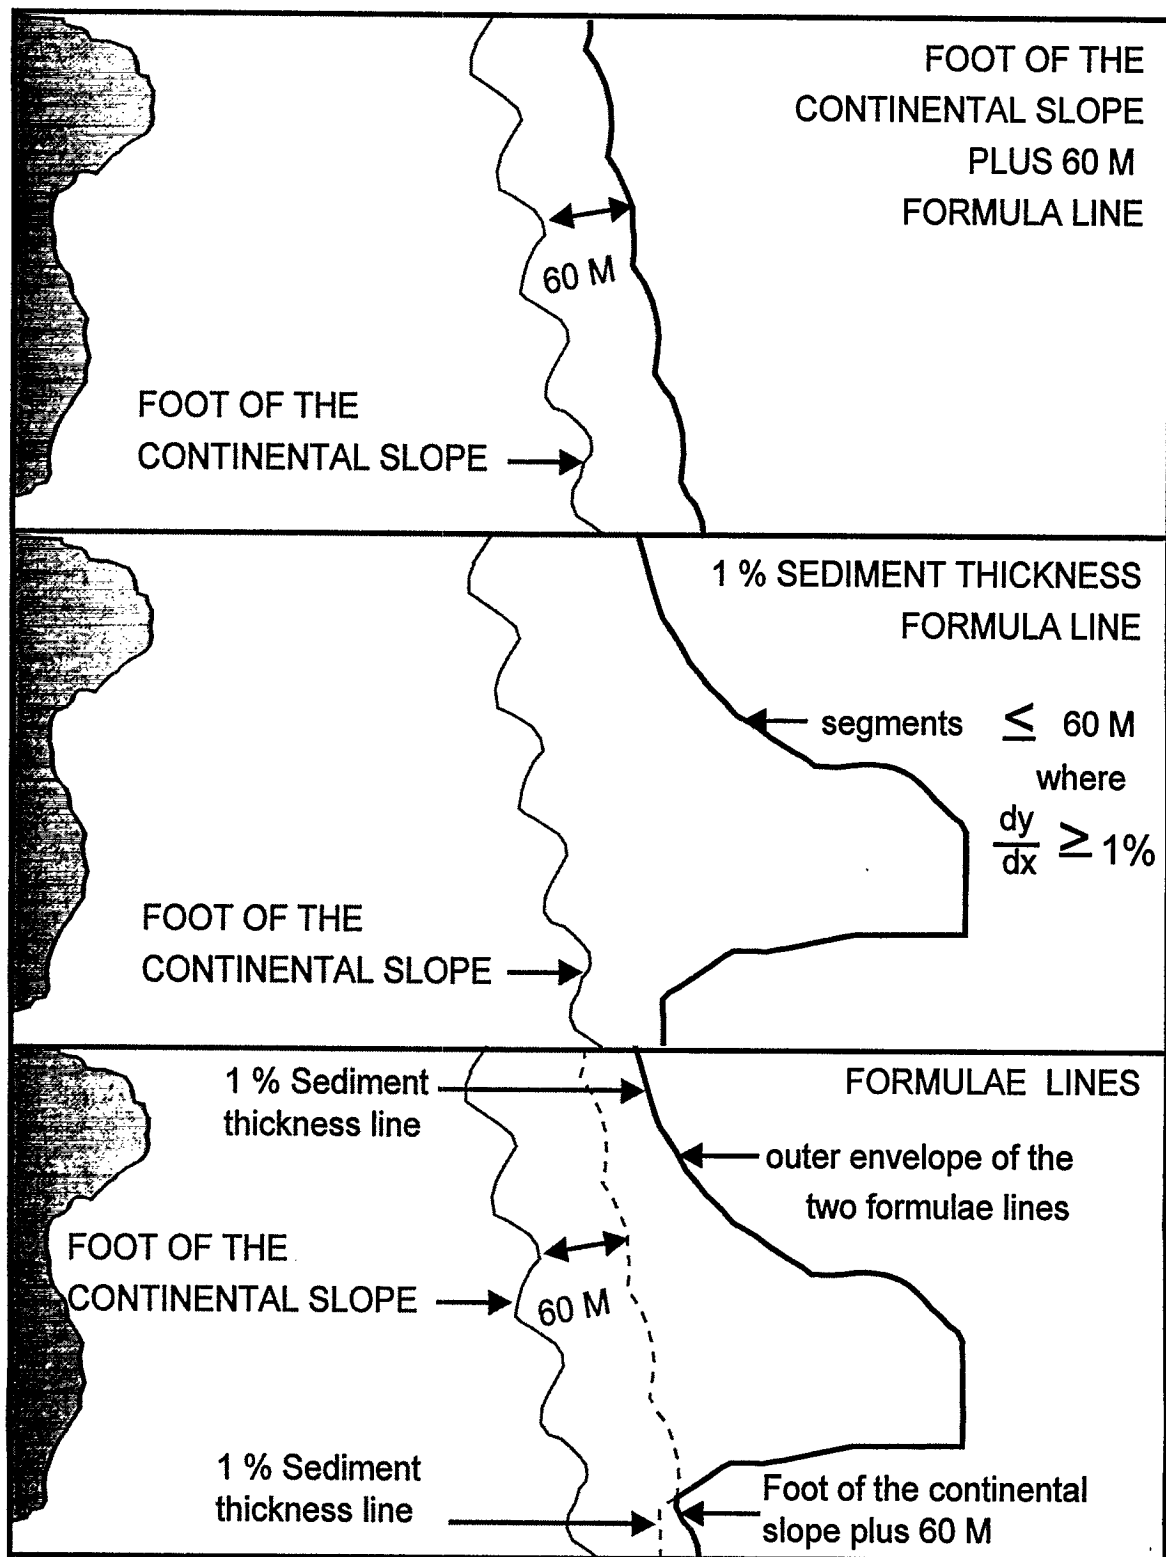 FOOT OF THE
CONTINENTAL SLOPE
PLUS 60 M
FORMULA LINE
60 M
FOOT OF THE
CONTINENTAL SLOPE
1 % SEDIMENT THICKNESS
FORMULA LINE
segments ≤ 60 M
where
dy
dx
≥ 1%
FOOT OF THE
CONTINENTAL SLOPE
FORMULAE LINES
1 % Sediment
thickness line
outer envelope of the
two formulae lines
FOOT OF THE
CONTINENTAL SLOPE
60 M
1 % Sediment
thickness line
Foot of the continental
slope plus 60 M